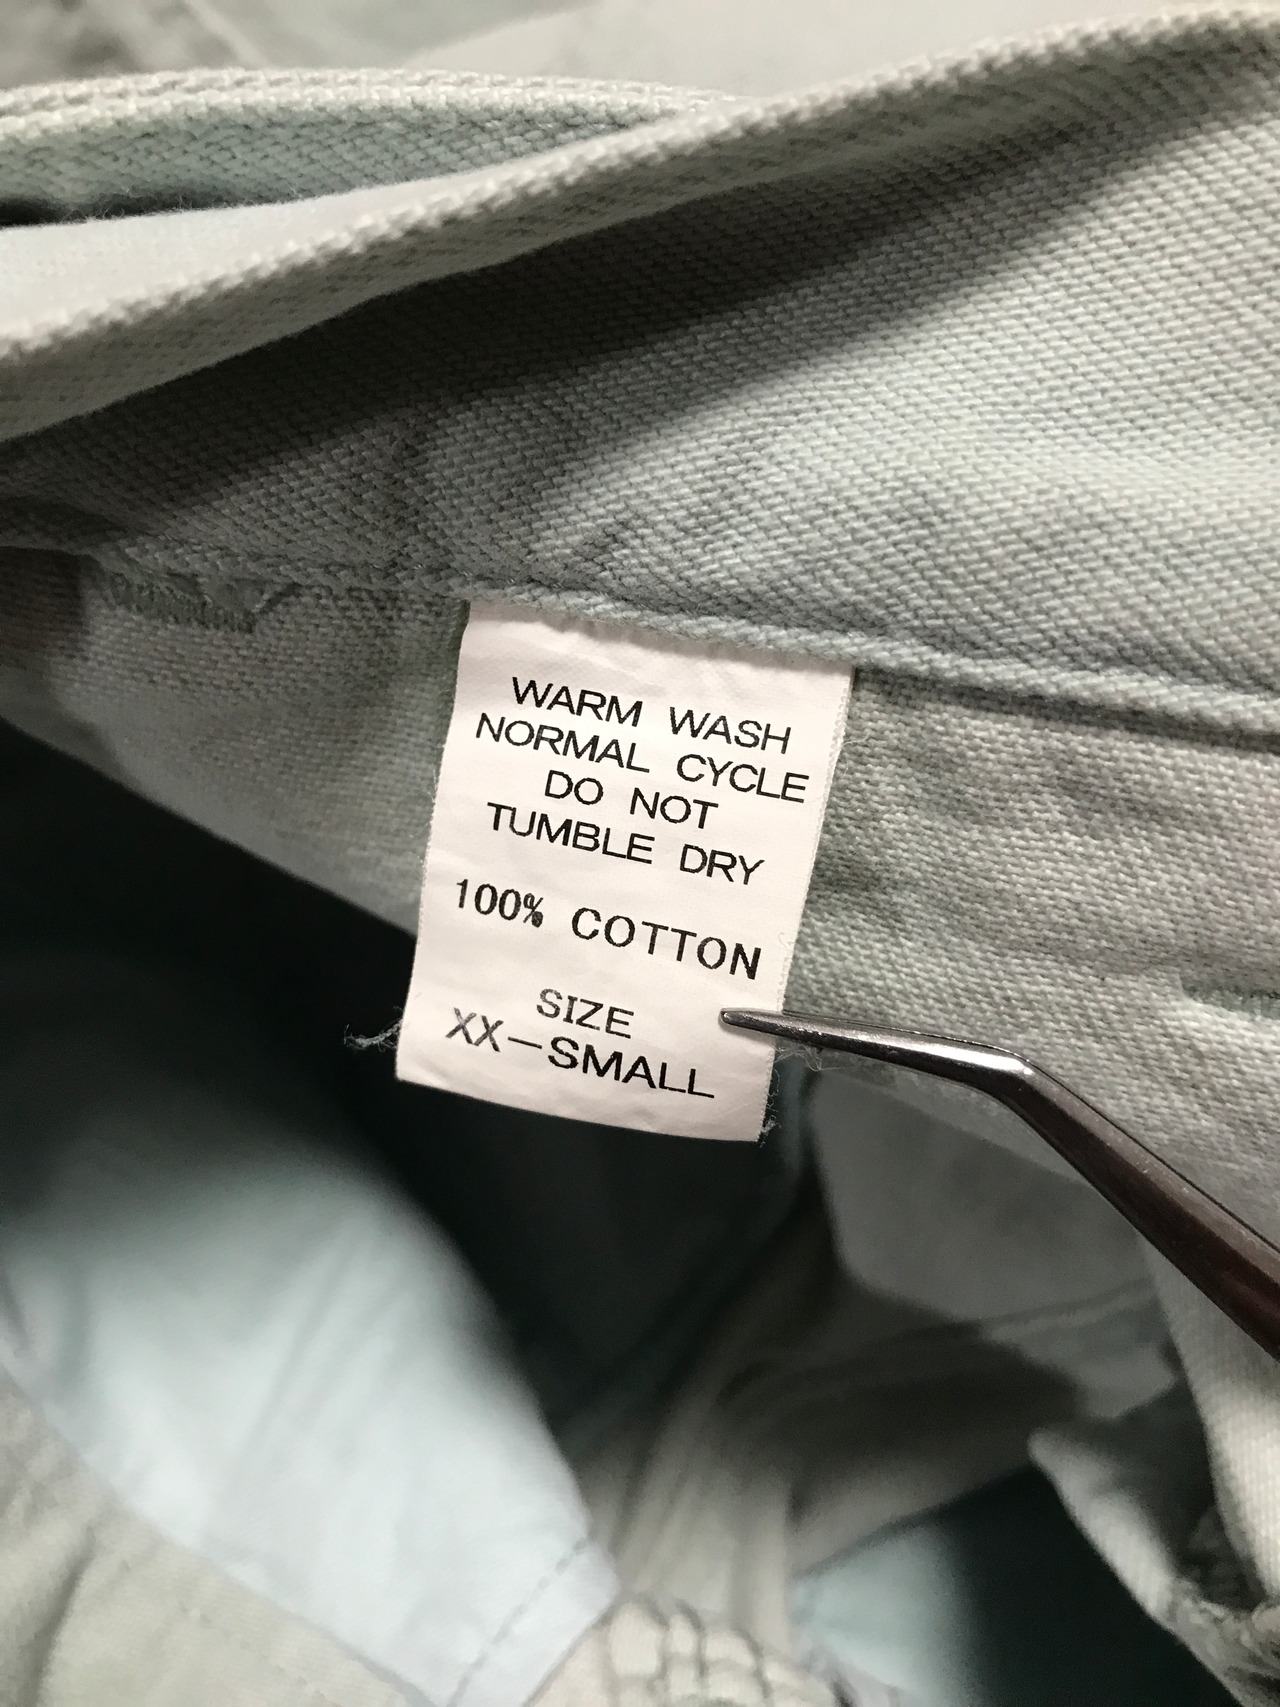 WARM WASH
NORMAL CYCLE
DO NOT
TUMBLE DRY
100% COTTON
SIZE
XX-SMALL